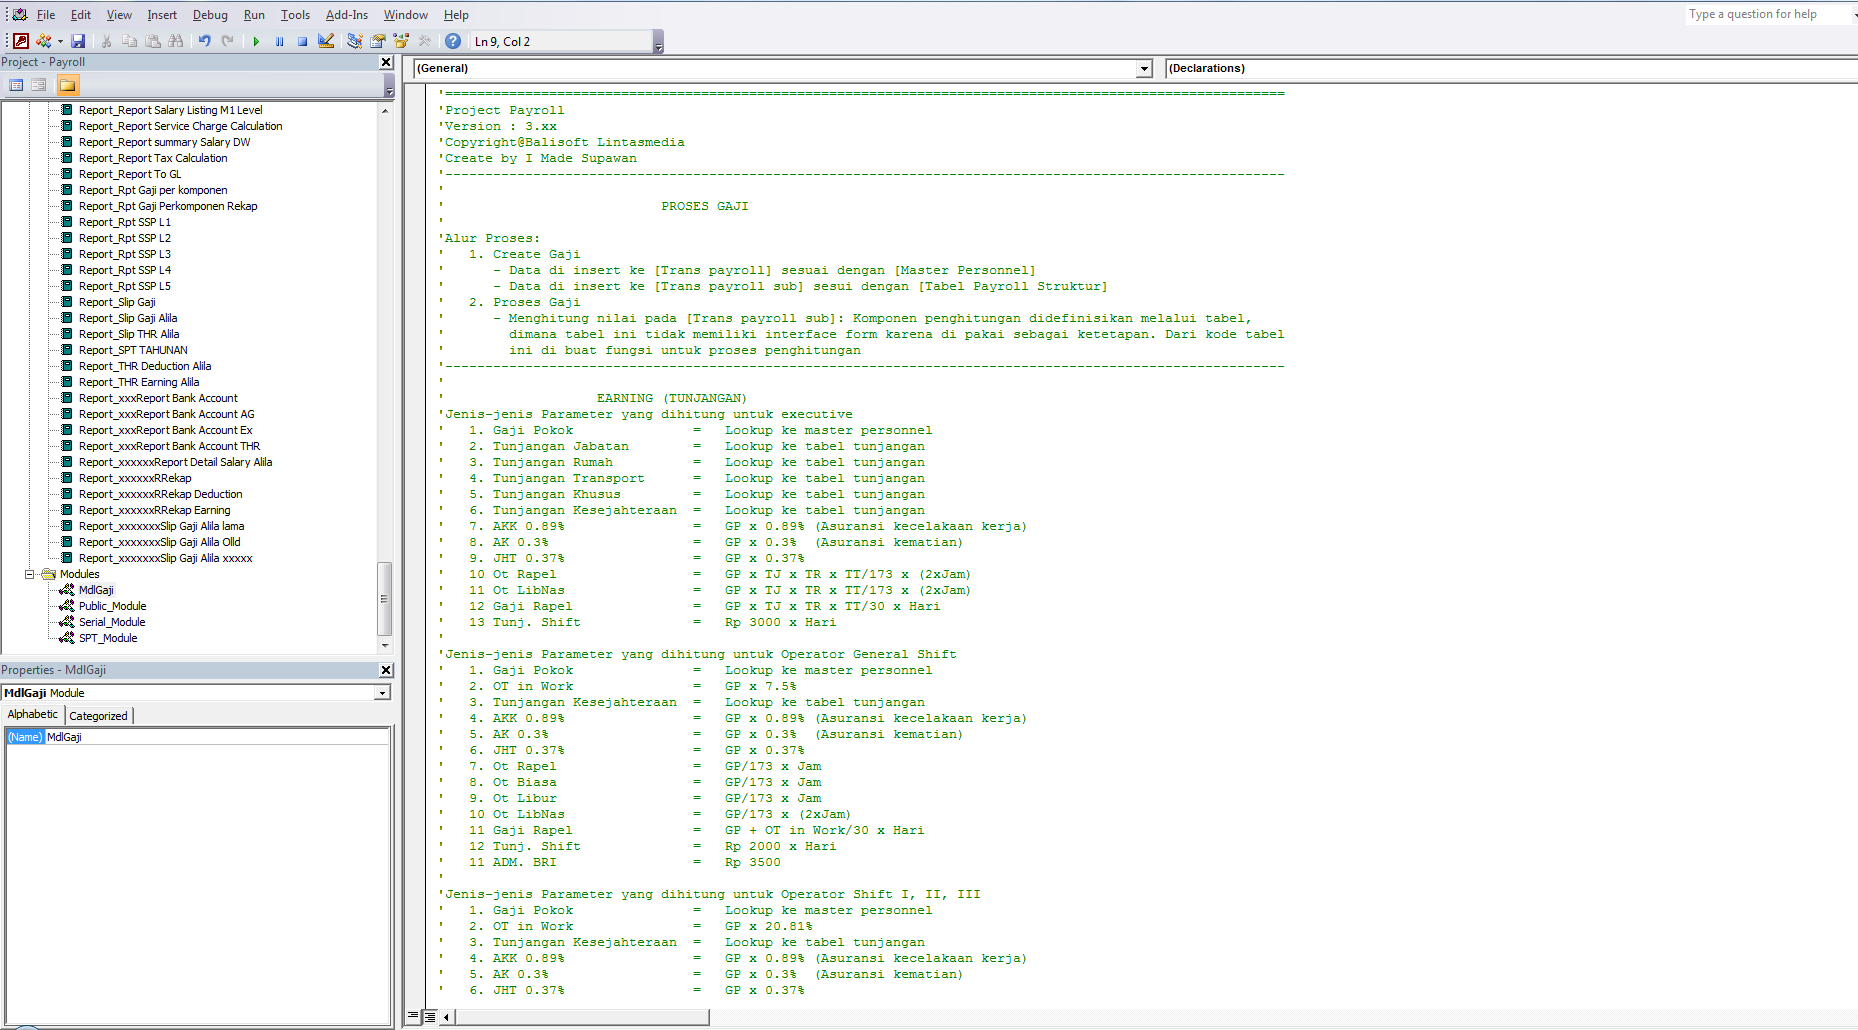 File Edit View Insert Debug Run Tools Add-Ins Window Help
Type a question for help
Ln 9, Col 2
Project - Payroll
Report_Report Salary Listing M1 Level
Report_Report Service Charge Calculation
Report_Report summary Salary DW
Report_Report Tax Calculation
Report_Report To GL
Report_Rpt Gaji per komponen
Report_Rpt Gaji Perkomponen Rekap
Report_Rpt SSP L1
Report_Rpt SSP L2
Report_Rpt SSP L3
Report_Rpt SSP L4
Report_Rpt SSP L5
Report_Slip Gaji
Report_Slip Gaji Alila
Report_Slip THR Alila
Report_SPT TAHUNAN
Report_THR Deduction Alila
Report_THR Earning Alila
Report_xxxReport Bank Account
Report_xxxReport Bank Account AG
Report_xxxReport Bank Account Ex
Report_xxxReport Bank Account THR
Report_xxxxxxReport Detail Salary Alila
Report_xxxxxxRRekap
Report_xxxxxxRRekap Deduction
Report_xxxxxxRRekap Earning
Report_xxxxxxxSlip Gaji Alila lama
Report_xxxxxxxSlip Gaji Alila Olld
Report_xxxxxxxSlip Gaji Alila xxxxx
Modules
MdlGaji
Public_Module
Serial_Module
SPT_Module
Properties - MdlGaji
MdlGaji Module
Alphabetic Categorized
(Name) MdlGaji
(General)
(Declarations)
'=========================================================================================================
'Project Payroll
'Version : 3.xx
'Copyright@Balisoft Lintasmedia
'Create by I Made Supawan
'---------------------------------------------------------------------------------------------------------
'
' PROSES GAJI
'
'Alur Proses:
' 1. Create Gaji
' - Data di insert ke [Trans payroll] sesuai dengan [Master Personnel]
' - Data di insert ke [Trans payroll sub] sesui dengan [Tabel Payroll Struktur]
' 2. Proses Gaji
' - Menghitung nilai pada [Trans payroll sub]: Komponen penghitungan didefinisikan melalui tabel,
' dimana tabel ini tidak memiliki interface form karena di pakai sebagai ketetapan. Dari kode tabel
' ini di buat fungsi untuk proses penghitungan
'---------------------------------------------------------------------------------------------------------
'
' EARNING (TUNJANGAN)
'Jenis-jenis Parameter yang dihitung untuk executive
' 1. Gaji Pokok = Lookup ke master personnel
' 2. Tunjangan Jabatan = Lookup ke tabel tunjangan
' 3. Tunjangan Rumah = Lookup ke tabel tunjangan
' 4. Tunjangan Transport = Lookup ke tabel tunjangan
' 5. Tunjangan Khusus = Lookup ke tabel tunjangan
' 6. Tunjangan Kesejahteraan = Lookup ke tabel tunjangan
' 7. AKK 0.89% = GP x 0.89% (Asuransi kecelakaan kerja)
' 8. AK 0.3% = GP x 0.3% (Asuransi kematian)
' 9. JHT 0.37% = GP x 0.37%
' 10 Ot Rapel = GP x TJ x TR x TT/173 x (2xJam)
' 11 Ot LibNas = GP x TJ x TR x TT/173 x (2xJam)
' 12 Gaji Rapel = GP x TJ x TR x TT/30 x Hari
' 13 Tunj. Shift = Rp 3000 x Hari
'
'Jenis-jenis Parameter yang dihitung untuk Operator General Shift
' 1. Gaji Pokok = Lookup ke master personnel
' 2. OT in Work = GP x 7.5%
' 3. Tunjangan Kesejahteraan = Lookup ke tabel tunjangan
' 4. AKK 0.89% = GP x 0.89% (Asuransi kecelakaan kerja)
' 5. AK 0.3% = GP x 0.3% (Asuransi kematian)
' 6. JHT 0.37% = GP x 0.37%
' 7. Ot Rapel = GP/173 x Jam
' 8. Ot Biasa = GP/173 x Jam
' 9. Ot Libur = GP/173 x Jam
' 10 Ot LibNas = GP/173 x (2xJam)
' 11 Gaji Rapel = GP + OT in Work/30 x Hari
' 12 Tunj. Shift = Rp 2000 x Hari
' 11 ADM. BRI = Rp 3500
'
'Jenis-jenis Parameter yang dihitung untuk Operator Shift I, II, III
' 1. Gaji Pokok = Lookup ke master personnel
' 2. OT in Work = GP x 20.81%
' 3. Tunjangan Kesejahteraan = Lookup ke tabel tunjangan
' 4. AKK 0.89% = GP x 0.89% (Asuransi kecelakaan kerja)
' 5. AK 0.3% = GP x 0.3% (Asuransi kematian)
' 6. JHT 0.37% = GP x 0.37%